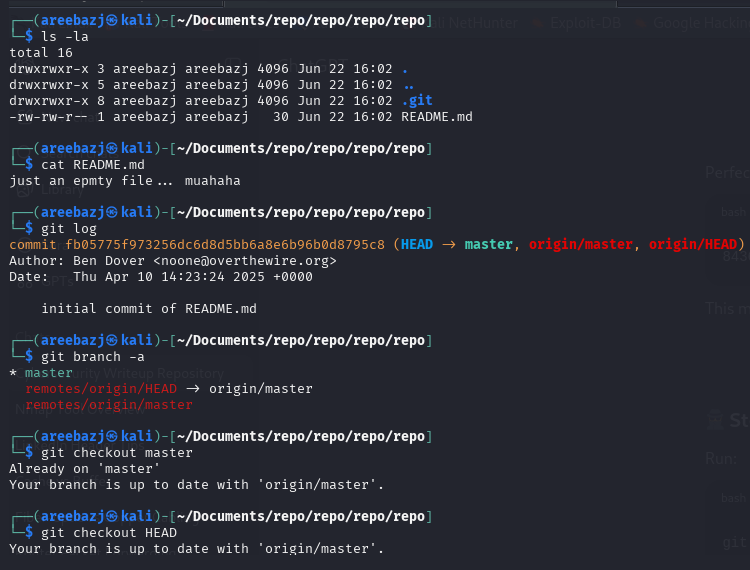 ┌──(areebazj㉿kali)-[~/Documents/repo/repo/repo/repo]
└─$ ls -la
total 16
drwxrwxr-x 3 areebazj areebazj 4096 Jun 22 16:02 .
drwxrwxr-x 5 areebazj areebazj 4096 Jun 22 16:02 ..
drwxrwxr-x 8 areebazj areebazj 4096 Jun 22 16:02 .git
-rw-rw-r-- 1 areebazj areebazj   30 Jun 22 16:02 README.md

┌──(areebazj㉿kali)-[~/Documents/repo/repo/repo/repo]
└─$ cat README.md
just an epmty file... muahaha

┌──(areebazj㉿kali)-[~/Documents/repo/repo/repo/repo]
└─$ git log
commit fb05775f973256dc6d8d5bb6a8e6b96b0d8795c8 (HEAD -> master, origin/master, origin/HEAD)
Author: Ben Dover <noone@overthewire.org>
Date:   Thu Apr 10 14:23:24 2025 +0000

    initial commit of README.md

┌──(areebazj㉿kali)-[~/Documents/repo/repo/repo/repo]
└─$ git branch -a
* master
  remotes/origin/HEAD -> origin/master
  remotes/origin/master

┌──(areebazj㉿kali)-[~/Documents/repo/repo/repo/repo]
└─$ git checkout master
Already on 'master'
Your branch is up to date with 'origin/master'.

┌──(areebazj㉿kali)-[~/Documents/repo/repo/repo/repo]
└─$ git checkout HEAD
Your branch is up to date with 'origin/master'.